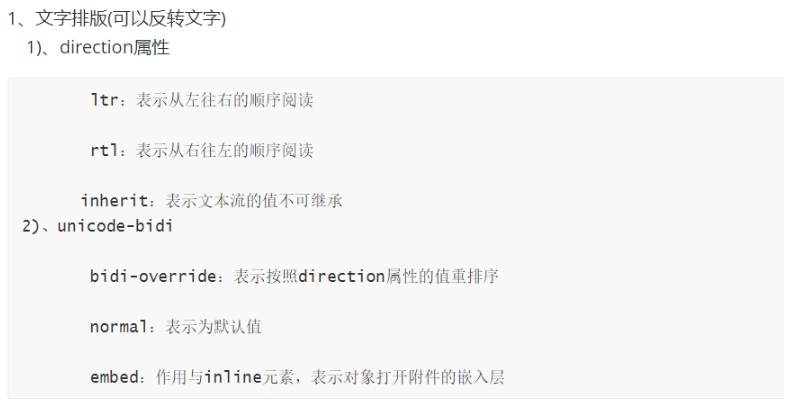 1、文字排版(可以反转文字)
1)、direction属性
ltr：表示从左往右的顺序阅读
rtl：表示从右往左的顺序阅读
inherit：表示文本流的值不可继承
2)、unicode-bidi
bidi-override：表示按照direction属性的值重排序
normal：表示为默认值
embed：作用与inline元素，表示对象打开附件的嵌入层